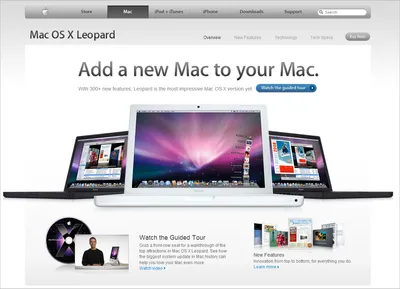 Store Mac iPod + iTunes iPhone Downloads Support Search
Mac OS X Leopard
Overview New Features Technology Tech Specs Buy Now
Add a new Mac to your Mac.
With 300+ new features, Leopard is the most impressive Mac OS X version yet. Watch the guided tour
Watch the Guided Tour
Grab a front row seat for a walkthrough of the
top attractions in Mac OS X Leopard. See how
the biggest system update in Mac history can
help you love your Mac even more.
Watch video
New Features
Innovative from top to bottom, for everything you do.
Learn more